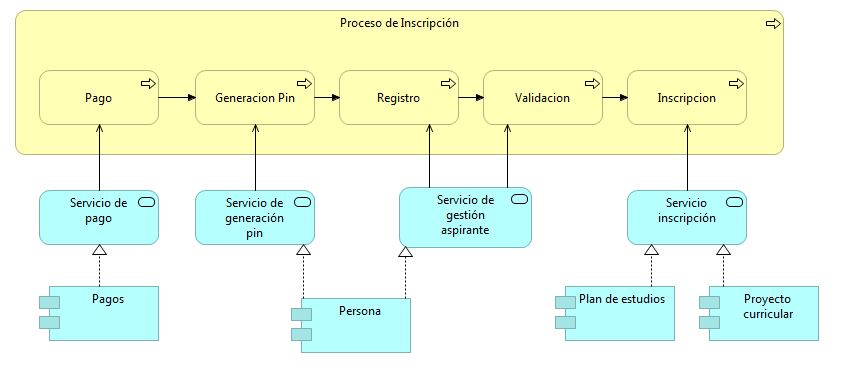 Proceso de Inscripción
Pago
Generacion Pin
Registro
Validacion
Inscripcion
Servicio de
pago
Servicio de
generación
pin
Servicio de
gestión
aspirante
Servicio
inscripción
Pagos
Persona
Plan de estudios
Proyecto
curricular